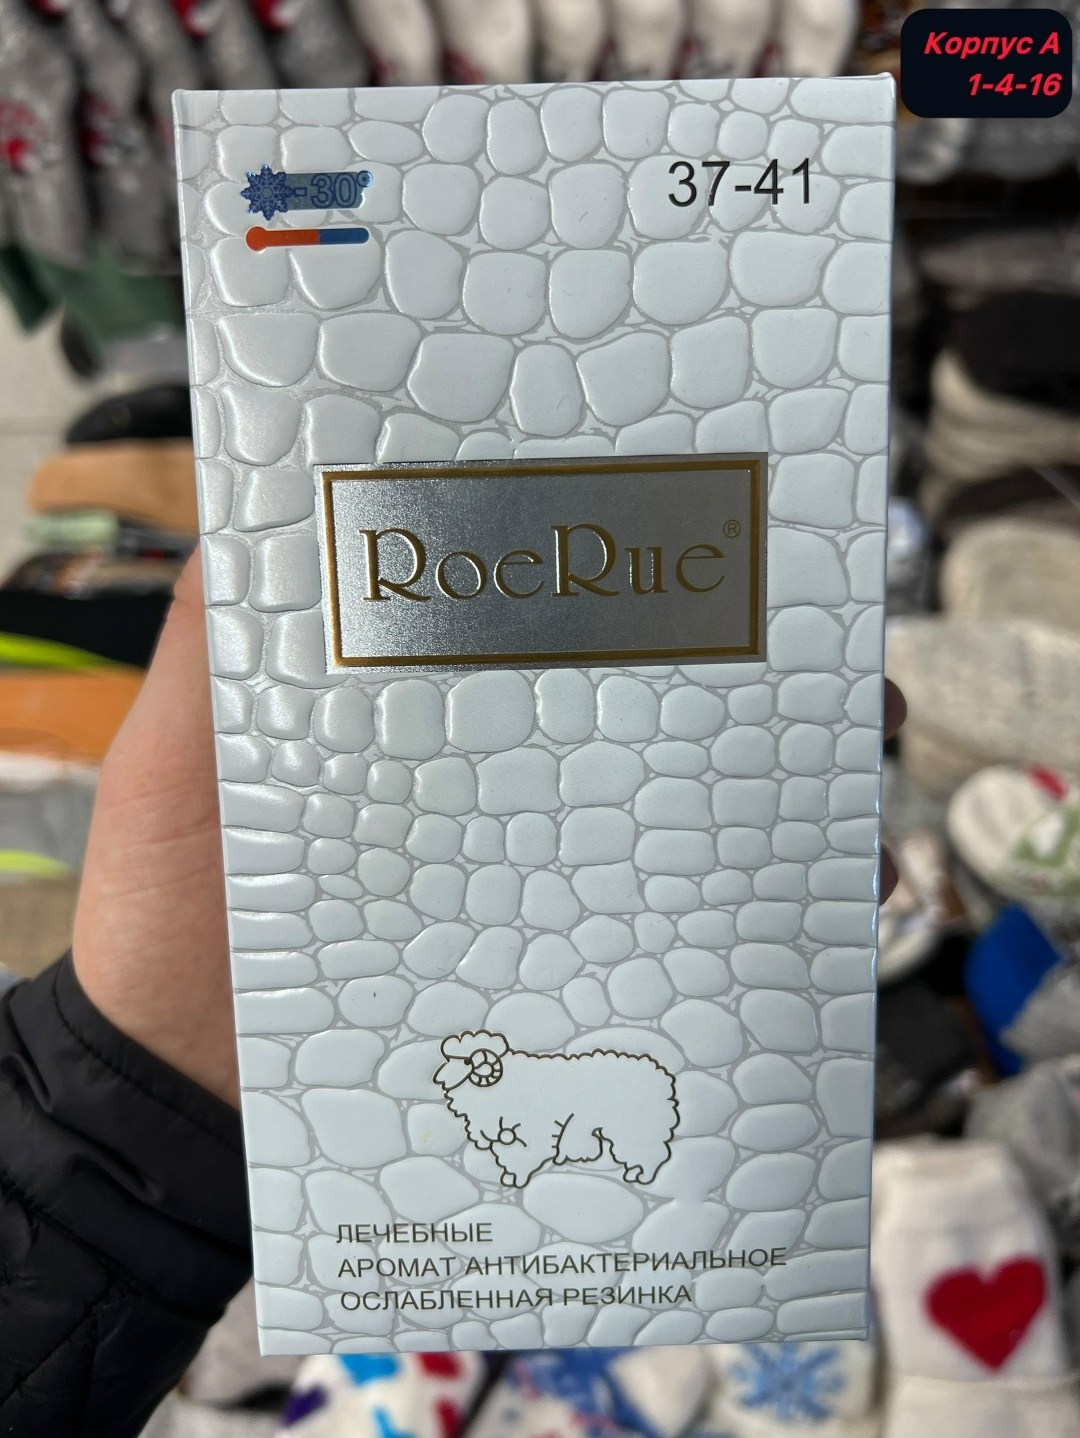 Корпус А
1-4-16
-30°
37-41
RoeRue®
ЛЕЧЕБНЫЕ
АРОМАТ АНТИБАКТЕРИАЛЬНОЕ
ОСЛАБЛЕННАЯ РЕЗИНКА